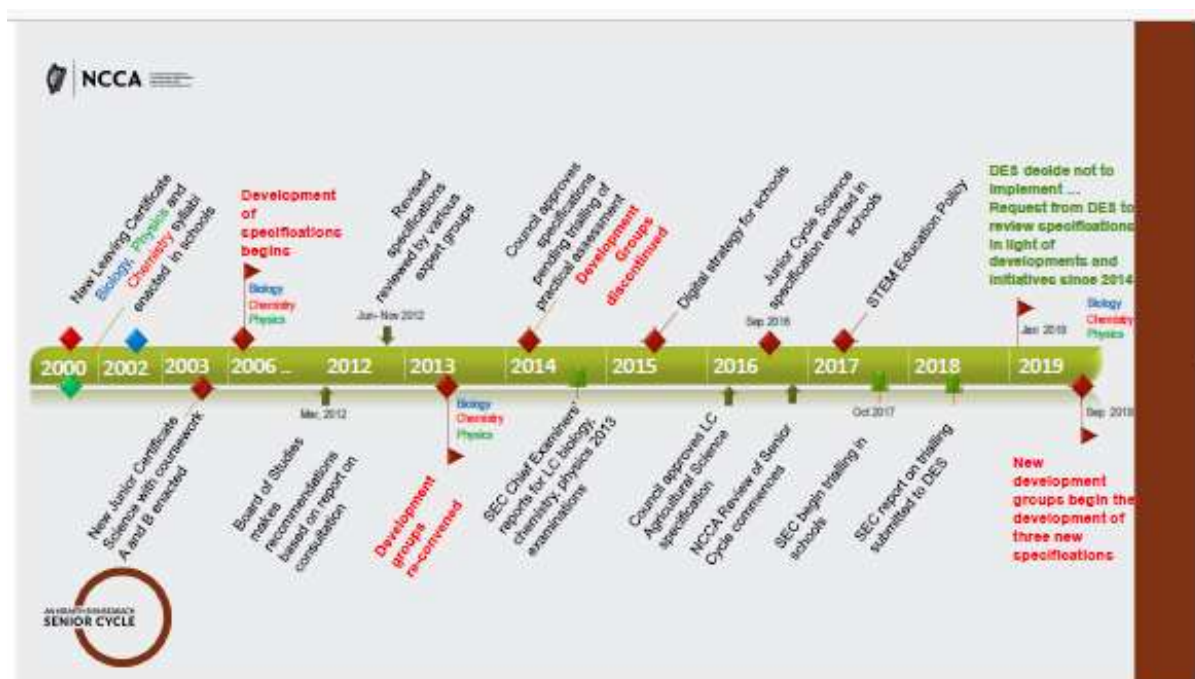 NCCA
New Leaving Certificate
Biology, Physics and
Chemistry syllabi
enacted in schools
Development
of
specifications
begins
Biology
Chemistry
Physics
Revised
specifications
reviewed by various
expert groups
Jun- Nov 2012
Council approves
specifications
pending trialling of
practical assessment
Development
Groups
discontinued
Digital strategy for schools
Junior Cycle Science
specification enacted in
schools
Sep 2016
STEM Education Policy
DES decide not to
implement ...
Request from DES to
review specifications
in light of
developments and
initiatives since 2014
Jan 2019
Biology
Chemistry
Physics
2000
2002
2003
2006 ..
2012
2013
2014
2015
2016
2017
2018
2019
New Junior Certificate
Science with coursework
A and B enacted
Mar, 2012
Board of Studies
makes
recommendations
based on report on
consultation
Biology
Chemistry
Physics
Development
groups
re-convened
SEC Chief Examiners'
reports for LC biology,
chemistry, physics 2013
examinations
Council approves LC
Agricultural Science
specification
NCCA Review of Senior
Cycle commences
Oct 2017
SEC begin trialling in
schools
SEC report on trialling
submitted to DES
Sep 2019
New
development
groups begin the
development of
three new
specifications
SENIOR CYCLE